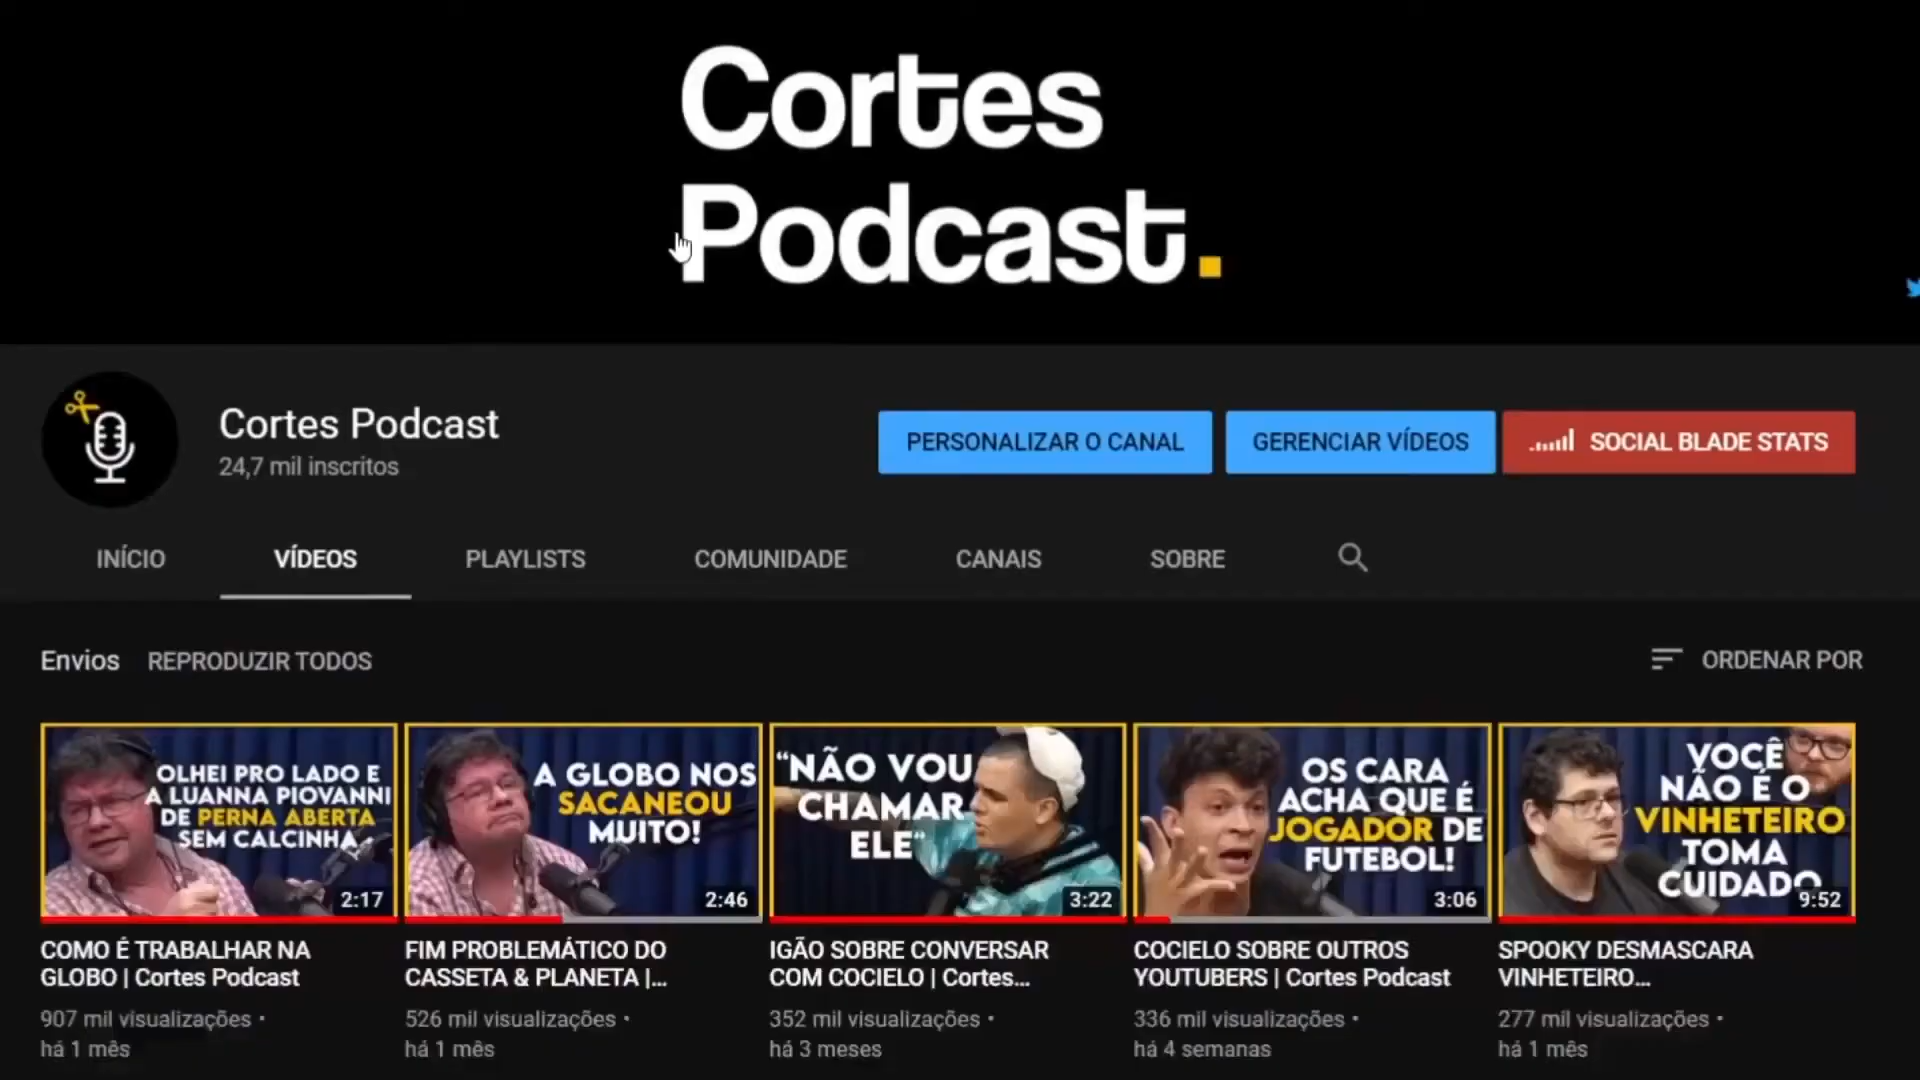 Cortes
Podcast.
Cortes Podcast
24,7 mil inscritos
PERSONALIZAR O CANAL
GERENCIAR VÍDEOS
SOCIAL BLADE STATS
INÍCIO
VÍDEOS
PLAYLISTS
COMUNIDADE
CANAIS
SOBRE
Envios
REPRODUZIR TODOS
ORDENAR POR
OLHEI PRO LADO E
A LUANNA PIOVANNI
DE PERNA ABERTA
SEM CALCINHA
2:17
COMO É TRABALHAR NA
GLOBO | Cortes Podcast
907 mil visualizações •
há 1 mês
A GLOBO NOS
SACANEOU
MUITO!
2:46
FIM PROBLEMÁTICO DO
CASSETA & PLANETA |...
526 mil visualizações •
há 1 mês
“NÃO VOU
CHAMAR
ELE“
3:22
IGÃO SOBRE CONVERSAR
COM COCIELO | Cortes...
352 mil visualizações •
há 3 meses
OS CARA
ACHA QUE É
JOGADOR DE
FUTEBOL!
3:06
COCIELO SOBRE OUTROS
YOUTUBERS | Cortes Podcast
336 mil visualizações •
há 4 semanas
VOCÊ
NÃO É O
VINHETEIRO
TOMA
CUIDADO
9:52
SPOOKY DESMASCARA
VINHETEIRO...
277 mil visualizações •
há 1 mês